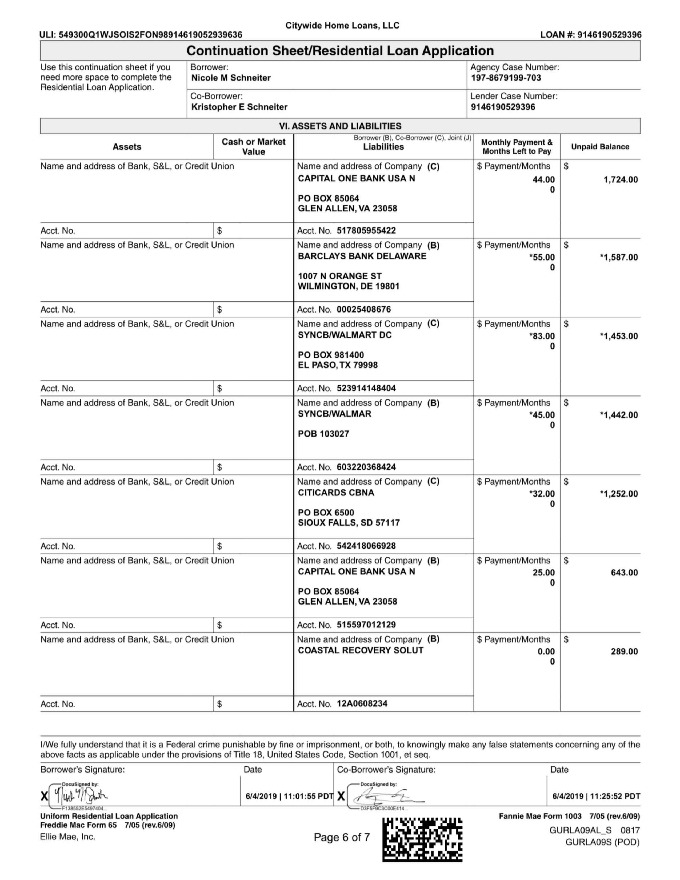 Citywide Home Loans, LLC
ULI: 549300Q1WJSOIS2FON98914619052939636 LOAN #: 9146190529396
Continuation Sheet/Residential Loan Application
Use this continuation sheet if you need more space to complete the Residential Loan Application.
Borrower:
Nicole M Schneiter
Agency Case Number:
197-8679199-703
Co-Borrower:
Kristopher E Schneiter
Lender Case Number:
9146190529396
VI. ASSETS AND LIABILITIES
Borrower (B), Co-Borrower (C), Joint (J)
Assets Cash or Market Value Liabilities Monthly Payment & Months Left to Pay Unpaid Balance
Name and address of Bank, S&L, or Credit Union Name and address of Company (C) $ Payment/Months $
CAPITAL ONE BANK USA N 44.00 1,724.00
0
PO BOX 85064
GLEN ALLEN, VA 23058
Acct. No. $ Acct. No. 517805955422
Name and address of Bank, S&L, or Credit Union Name and address of Company (B) $ Payment/Months $
BARCLAYS BANK DELAWARE *55.00 *1,587.00
0
1007 N ORANGE ST
WILMINGTON, DE 19801
Acct. No. $ Acct. No. 00025408676
Name and address of Bank, S&L, or Credit Union Name and address of Company (C) $ Payment/Months $
SYNCB/WALMART DC *83.00 *1,453.00
0
PO BOX 981400
EL PASO, TX 79998
Acct. No. $ Acct. No. 523914148404
Name and address of Bank, S&L, or Credit Union Name and address of Company (B) $ Payment/Months $
SYNCB/WALMAR *45.00 *1,442.00
0
POB 103027
Acct. No. $ Acct. No. 603220368424
Name and address of Bank, S&L, or Credit Union Name and address of Company (C) $ Payment/Months $
CITICARDS CBNA *32.00 *1,252.00
0
PO BOX 6500
SIOUX FALLS, SD 57117
Acct. No. $ Acct. No. 542418066928
Name and address of Bank, S&L, or Credit Union Name and address of Company (B) $ Payment/Months $
CAPITAL ONE BANK USA N 25.00 643.00
0
PO BOX 85064
GLEN ALLEN, VA 23058
Acct. No. $ Acct. No. 515597012129
Name and address of Bank, S&L, or Credit Union Name and address of Company (B) $ Payment/Months $
COASTAL RECOVERY SOLUT 0.00 289.00
0
Acct. No. $ Acct. No. 12A0608234
I/We fully understand that it is a Federal crime punishable by fine or imprisonment, or both, to knowingly make any false statements concerning any of the
above facts as applicable under the provisions of Title 18, United States Code, Section 1001, et seq.
Borrower's Signature: Date Co-Borrower's Signature: Date
DocuSigned by: DocuSigned by:
X 6/4/2019 | 11:01:55 PDT X 6/4/2019 | 11:25:52 PDT
Uniform Residential Loan Application
Freddie Mac Form 65 7/05 (rev.6/09)
Ellie Mae, Inc.
Page 6 of 7
Fannie Mae Form 1003 7/05 (rev.6/09)
GURLA09AL_S 0817
GURLA09S (POD)